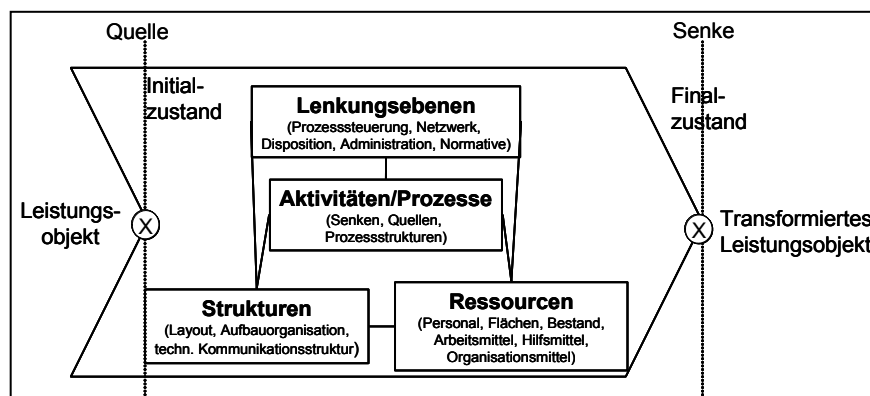 Quelle
Senke
Initial-
zustand
Final-
zustand
Lenkungsebenen
(Prozesssteuerung, Netzwerk,
Disposition, Administration, Normative)
Aktivitäten/Prozesse
(Senken, Quellen,
Prozessstrukturen)
Leistungs-
objekt
X
X
Transformiertes
Leistungsobjekt
Strukturen
(Layout, Aufbauorganisation,
techn. Kommunikationsstruktur)
Ressourcen
(Personal, Flächen, Bestand,
Arbeitsmittel, Hilfsmittel,
Organisationsmittel)